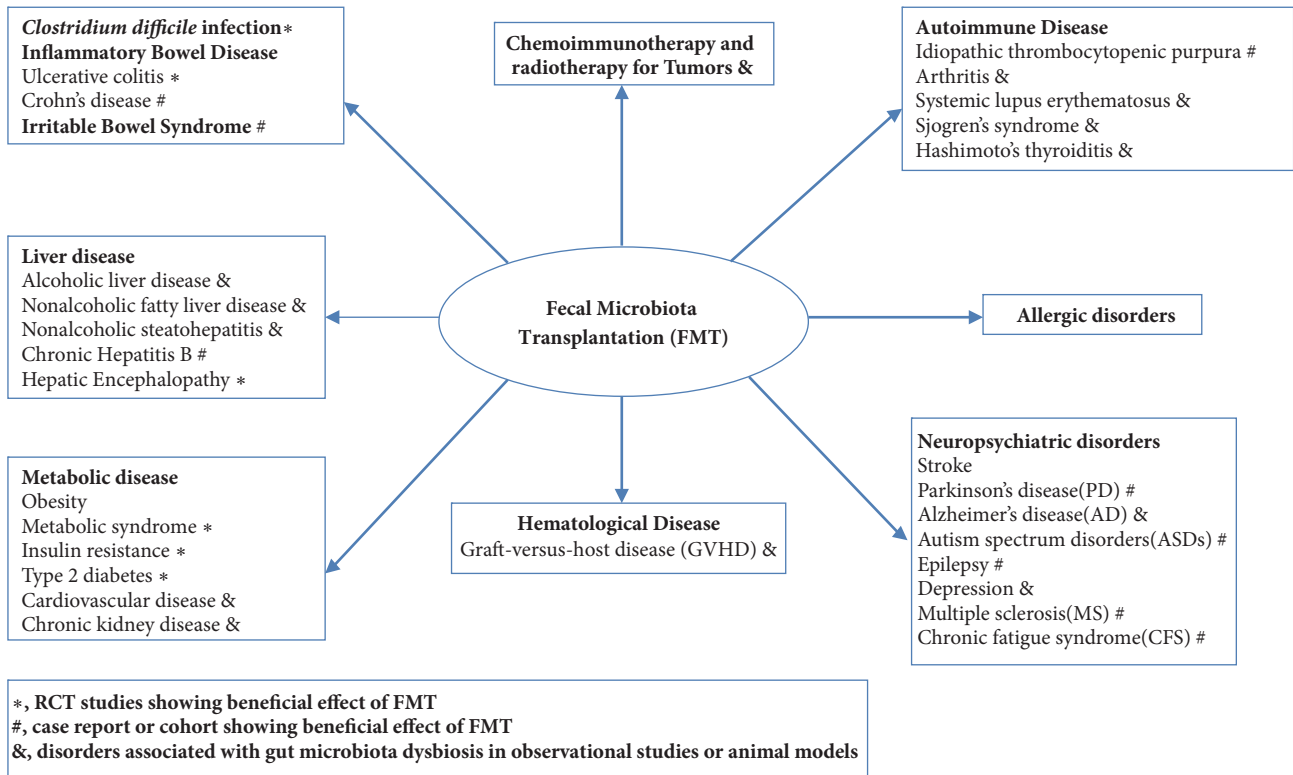 Clostridium difficile infection∗
Inflammatory Bowel Disease
Ulcerative colitis ∗
Crohn's disease #
Irritable Bowel Syndrome #
Chemoimmunotherapy and
radiotherapy for Tumors &
Autoimmune Disease
Idiopathic thrombocytopenic purpura #
Arthritis &
Systemic lupus erythematosus &
Sjogren's syndrome &
Hashimoto's thyroiditis &
Liver disease
Alcoholic liver disease &
Nonalcoholic fatty liver disease &
Nonalcoholic steatohepatitis &
Chronic Hepatitis B #
Hepatic Encephalopathy ∗
Fecal Microbiota
Transplantation (FMT)
Allergic disorders
Metabolic disease
Obesity
Metabolic syndrome ∗
Insulin resistance ∗
Type 2 diabetes ∗
Cardiovascular disease &
Chronic kidney disease &
Hematological Disease
Graft-versus-host disease (GVHD) &
Neuropsychiatric disorders
Stroke
Parkinson's disease(PD) #
Alzheimer's disease(AD) &
Autism spectrum disorders(ASDs) #
Epilepsy #
Depression &
Multiple sclerosis(MS) #
Chronic fatigue syndrome(CFS) #
∗, RCT studies showing beneficial effect of FMT
#, case report or cohort showing beneficial effect of FMT
&, disorders associated with gut microbiota dysbiosis in observational studies or animal models